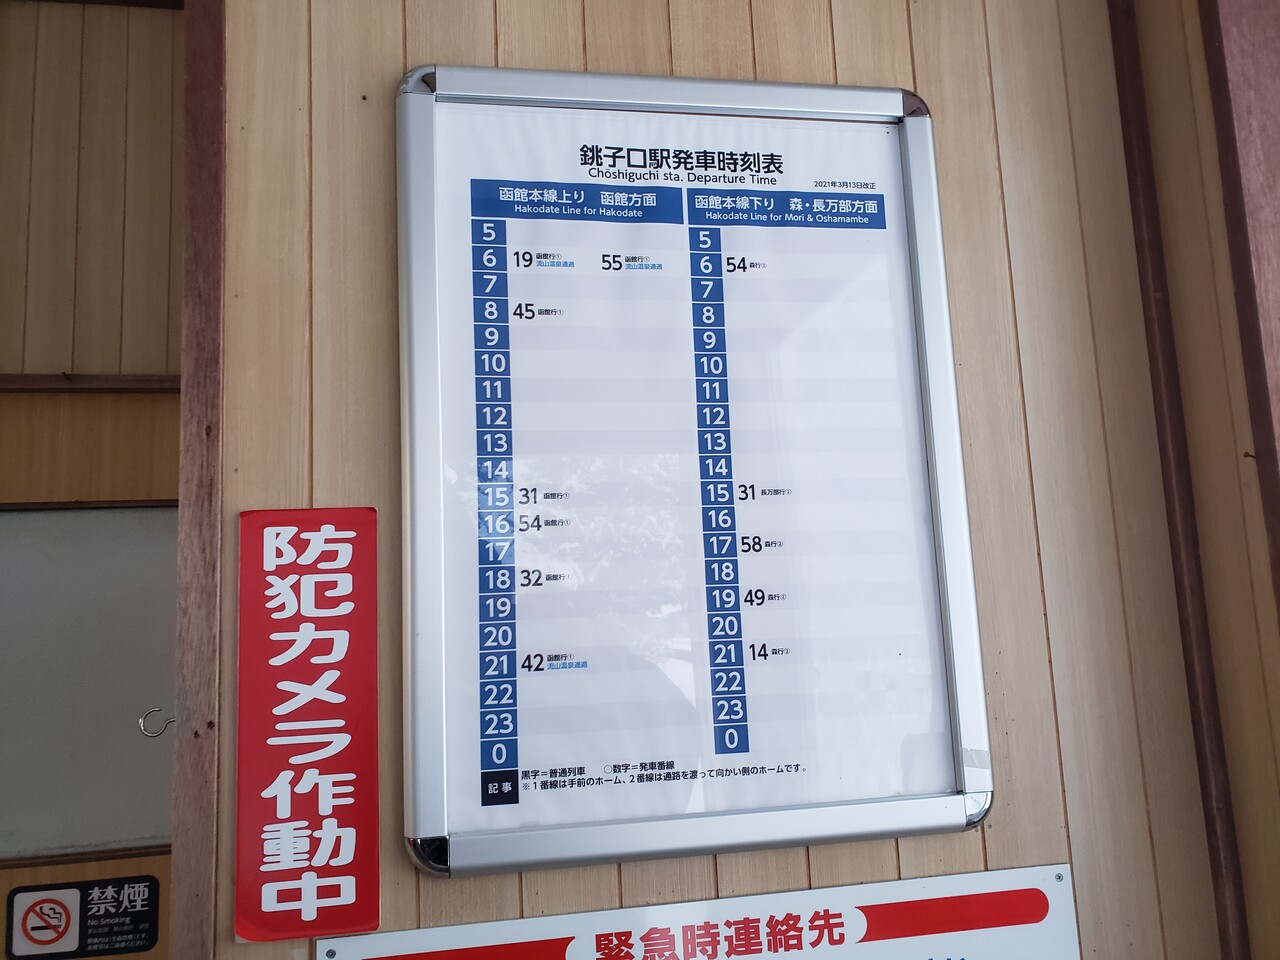 銚子口駅発車時刻表
Chōshiguchi sta. Departure Time
2021年3月13日改正
函館本線上り 函館方面
Hakodate Line for Hakodate
5
6 19 函館行① 流山温泉通過 55 函館行① 流山温泉通過
7
8 45 函館行①
9
10
11
12
13
14
15 31 函館行①
16 54 函館行①
17
18 32 函館行①
19
20
21 42 函館行① 流山温泉通過
22
23
0
函館本線下り 森・長万部方面
Hakodate Line for Mori & Oshamambe
5
6 54 森行②
7
8
9
10
11
12
13
14
15 31 長万部行②
16
17 58 森行②
18
19 49 森行②
20
21 14 森行②
22
23
0
記事
黒字=普通列車 ○数字=発車番線
※1番線は手前のホーム、2番線は通路を渡って向かい側のホームです。
防犯カメラ作動中
禁煙
No Smoking
緊急時連絡先